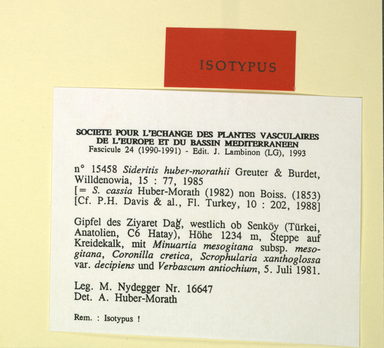 ISOTYPUS
SOCIETE POUR L'ECHANGE DES PLANTES VASCULAIRES
DE L'EUROPE ET DU BASSIN MEDITERRANEEN
Fascicule 24 (1990-1991) - Edit. J. Lambinon (LG), 1993
n° 15458 Sideritis huber-morathii Greuter & Burdet,
Willdenowia, 15 : 77, 1985
[= S. cassia Huber-Morath (1982) non Boiss. (1853)
[Cf. P.H. Davis & al., Fl. Turkey, 10 : 202, 1988]
Gipfel des Ziyaret Dağ, westlich ob Senköy (Türkei,
Anatolien, C6 Hatay), Höhe 1234 m, Steppe auf
Kreidekalk, mit Minuartia mesogitana subsp. meso-
gitana, Coronilla cretica, Scrophularia xanthoglossa
var. decipiens und Verbascum antiochium, 5. Juli 1981.
Leg. M. Nydegger Nr. 16647
Det. A. Huber-Morath
Rem. : Isotypus !